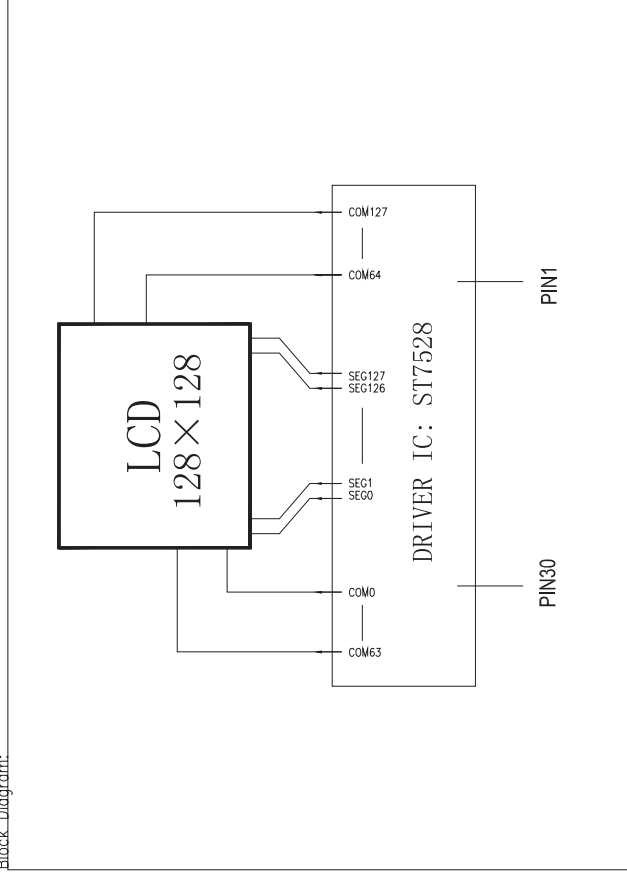 Block Diagram:
LCD
128×128
COM127
COM64
SEG127
SEG126
SEG1
SEG0
COM0
COM63
DRIVER IC: ST7528
PIN1
PIN30